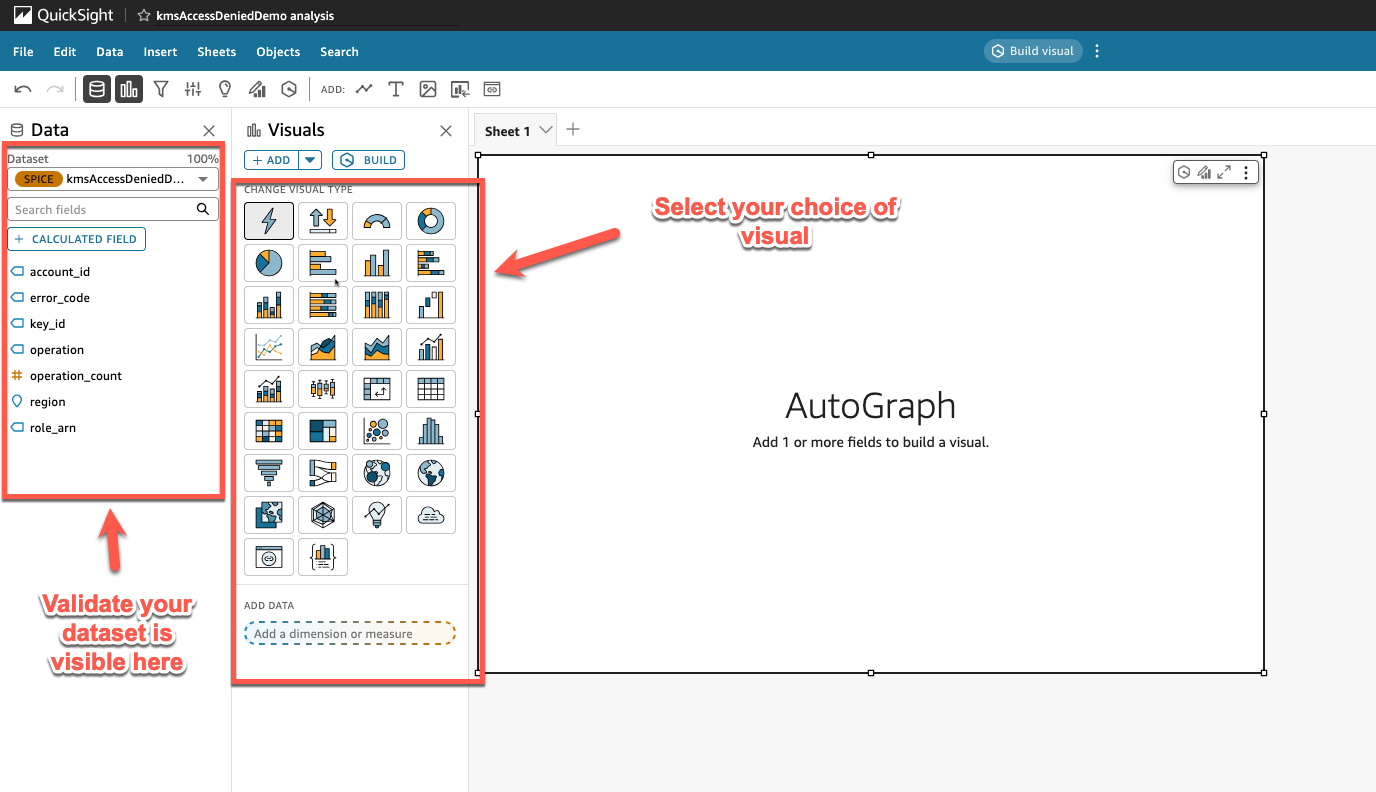 QuickSight
kmsAccessDeniedDemo analysis
File Edit Data Insert Sheets Objects Search
Build visual
ADD:
Data
Dataset 100%
SPICE kmsAccessDeniedD...
Search fields
+ CALCULATED FIELD
account_id
error_code
key_id
operation
operation_count
region
role_arn
Validate your
dataset is
visible here
Visuals
+ ADD
BUILD
CHANGE VISUAL TYPE
ADD DATA
Add a dimension or measure
Sheet 1
Select your choice of
visual
AutoGraph
Add 1 or more fields to build a visual.